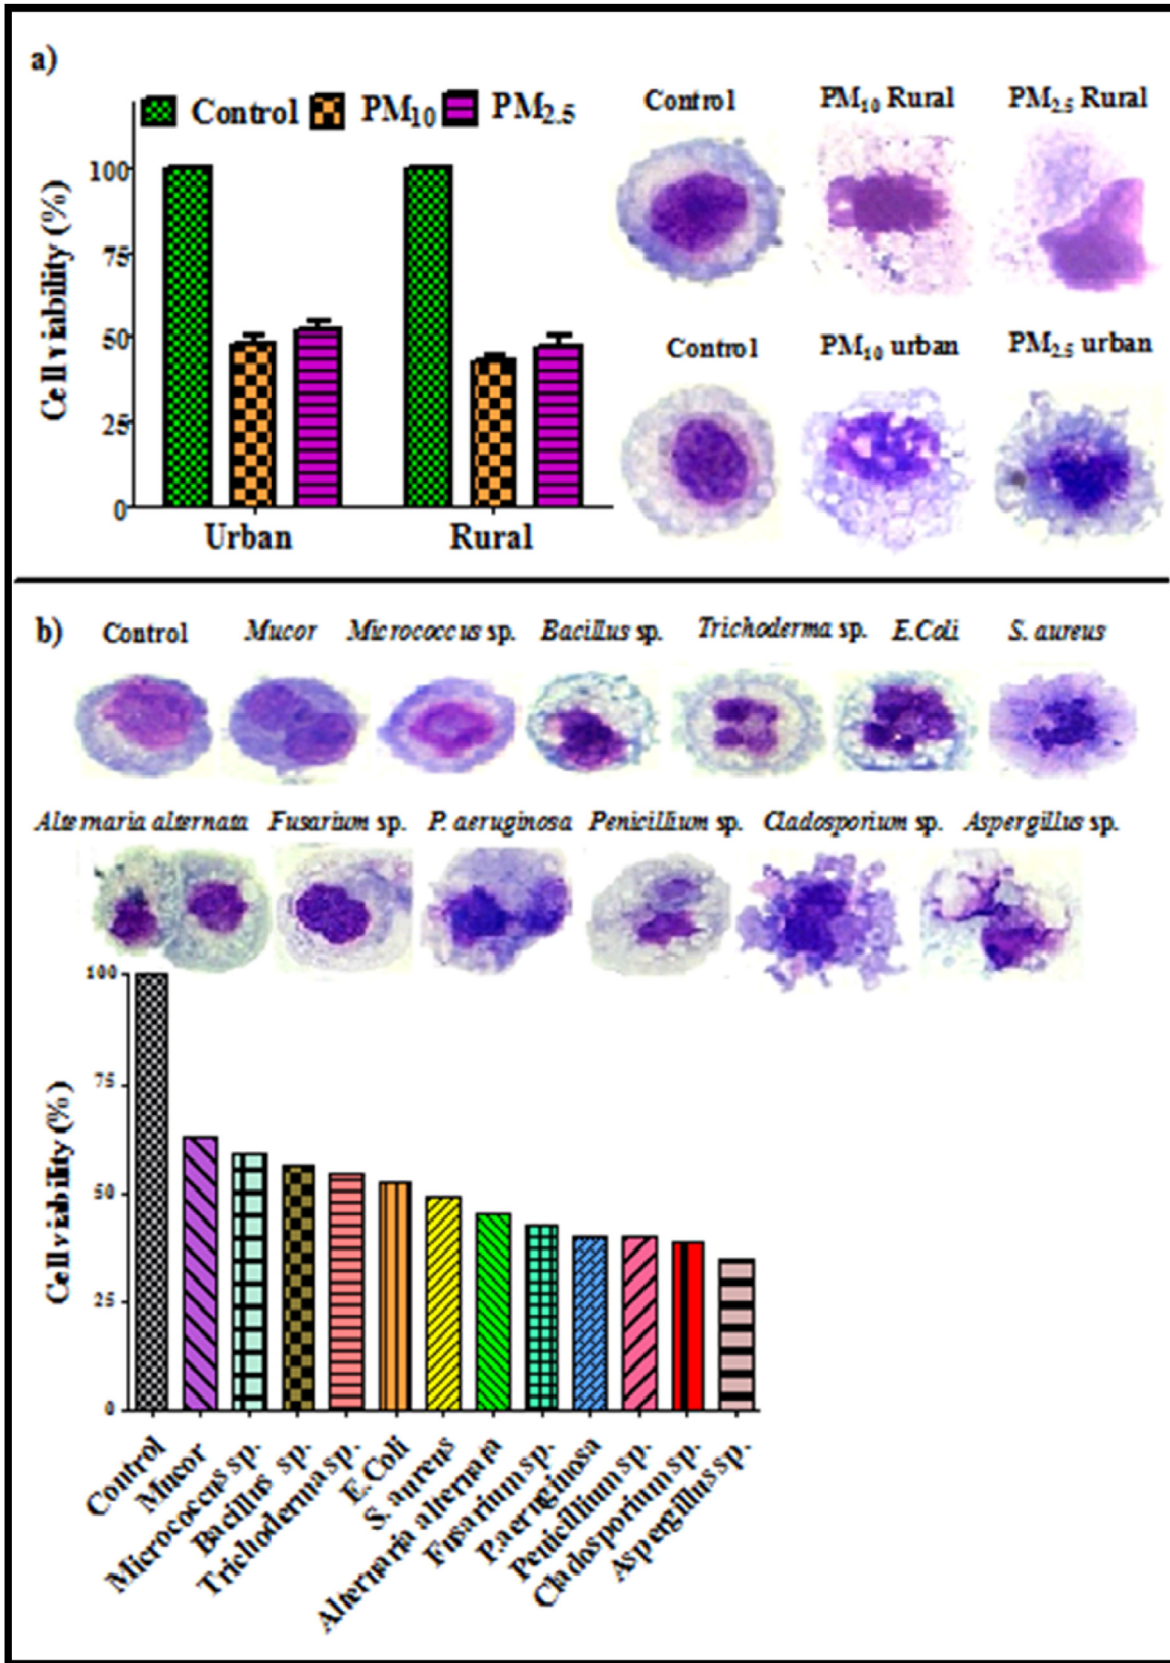 a)
Control PM10 PM2.5
Cell viability (%)
100
75
50
25
0
Urban Rural
Control PM10 Rural PM2.5 Rural
Control PM10 urban PM2.5 urban
b)
Control Mucor Micrococcus sp. Bacillus sp. Trichoderma sp. E.Coli S. aureus
Alternaria alternata Fusarium sp. P. aeruginosa Penicillium sp. Cladosporium sp. Aspergillus sp.
Cell viability (%)
100
75
50
25
0
Control
Mucor
Micrococcus sp.
Bacillus sp.
Trichoderma sp.
E.Coli
S. aureus
Alternaria alternara
Fusarium sp.
P.aeruginosa
Penicillium sp.
Cladosporium sp.
Aspergillus sp.